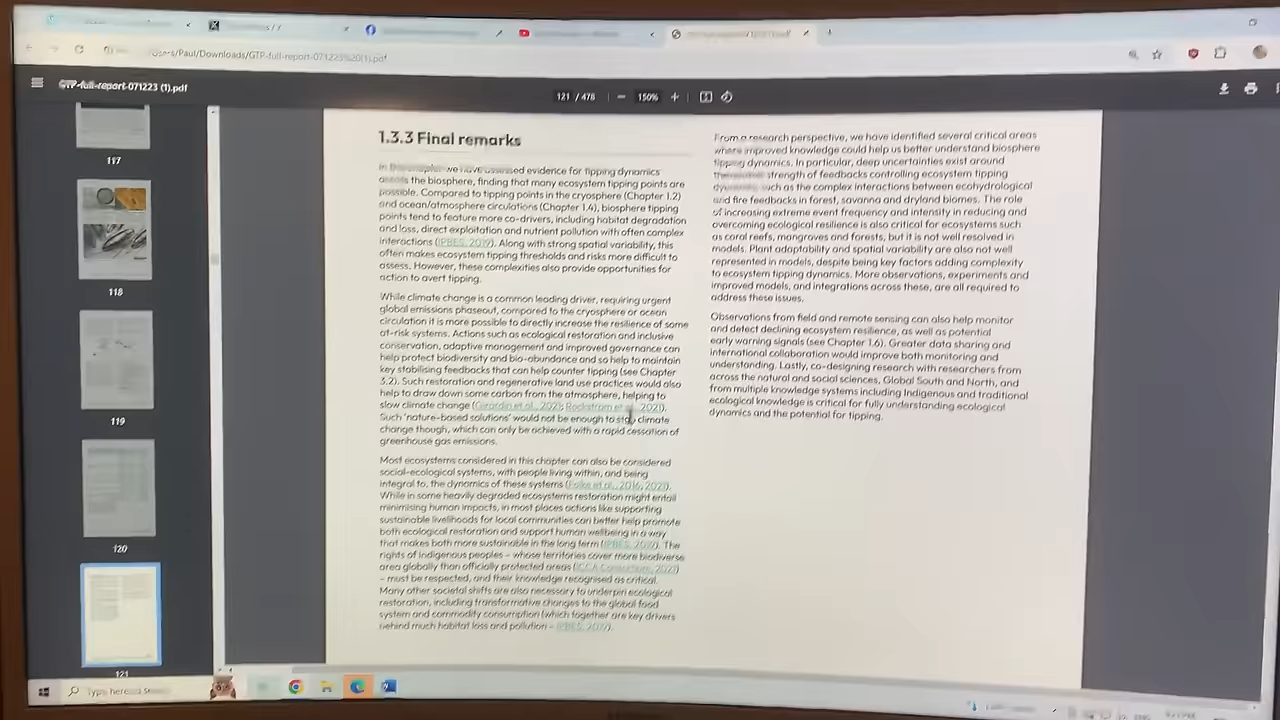 GTP-full-report-071223 (1).pdf
121 / 478
150%
117
118
119
120
121
1.3.3 Final remarks
In this chapter we have assessed evidence for tipping dynamics
across the biosphere, finding that many ecosystem tipping points are
possible. Compared to tipping points in the cryosphere (Chapter 1.2)
and ocean/atmosphere circulations (Chapter 1.4), biosphere tipping
points tend to feature more co-drivers, including habitat degradation
and loss, direct exploitation and nutrient pollution with often complex
interactions (IPBES, 2019). Along with strong spatial variability, this
often makes ecosystem tipping thresholds and risks more difficult to
assess. However, these complexities also provide opportunities for
action to avert tipping.
While climate change is a common leading driver, requiring urgent
global emissions phaseout, compared to the cryosphere or ocean
circulation it is more possible to directly increase the resilience of some
at-risk systems. Actions such as ecological restoration and inclusive
conservation, adaptive management and improved governance can
help protect biodiversity and bio-abundance and so help to maintain
key stabilising feedbacks that can help counter tipping (see Chapter
3.2). Such restoration and regenerative land use practices would also
help to draw down some carbon from the atmosphere, helping to
slow climate change (Girardin et al., 2021; Rockström et al., 2021).
Such 'nature-based solutions' would not be enough to stop climate
change though, which can only be achieved with a rapid cessation of
greenhouse gas emissions.
Most ecosystems considered in this chapter can also be considered
social-ecological systems, with people living within, and being
integral to, the dynamics of these systems (Folke et al., 2016, 2021).
While in some heavily degraded ecosystems restoration might entail
minimising human impacts, in most places actions like supporting
sustainable livelihoods for local communities can better help promote
both ecological restoration and support human wellbeing in a way
that makes both more sustainable in the long term (IPBES, 2019). The
rights of Indigenous peoples – whose territories cover more biodiverse
area globally than officially protected areas (ICCA Consortium, 2021)
– must be respected, and their knowledge recognised as critical.
Many other societal shifts are also necessary to underpin ecological
restoration, including transformative changes to the global food
system and commodity consumption (which together are key drivers
behind much habitat loss and pollution – IPBES, 2019).
From a research perspective, we have identified several critical areas
where improved knowledge could help us better understand biosphere
tipping dynamics. In particular, deep uncertainties exist around
the strength of feedbacks controlling ecosystem tipping
dynamics, such as the complex interactions between ecohydrological
and fire feedbacks in forest, savanna and dryland biomes. The role
of increasing extreme event frequency and intensity in reducing and
overcoming ecological resilience is also critical for ecosystems such
as coral reefs, mangroves and forests, but it is not well resolved in
models. Plant adaptability and spatial variability are also not well
represented in models, despite being key factors adding complexity
to ecosystem tipping dynamics. More observations, experiments and
improved models, and integrations across these, are all required to
address these issues.
Observations from field and remote sensing can also help monitor
and detect declining ecosystem resilience, as well as potential
early warning signals (see Chapter 1.6). Greater data sharing and
international collaboration would improve both monitoring and
understanding. Lastly, co-designing research with researchers from
across the natural and social sciences, Global South and North, and
from multiple knowledge systems including Indigenous and traditional
ecological knowledge is critical for fully understanding ecological
dynamics and the potential for tipping.